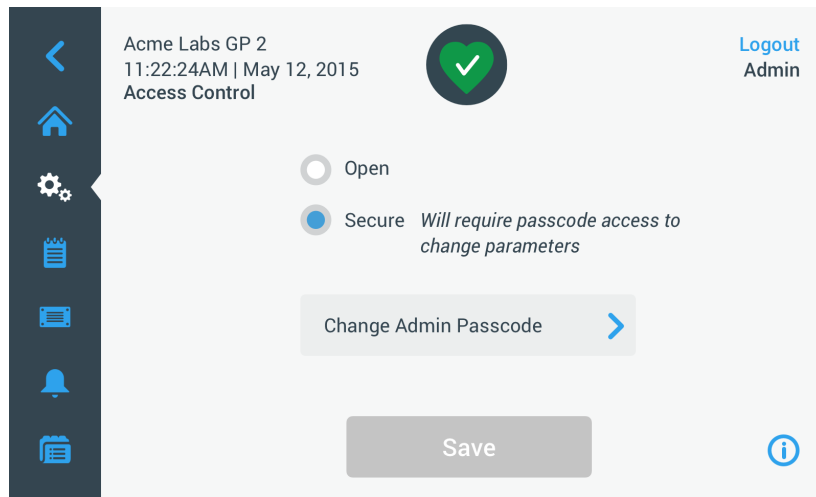 Acme Labs GP 2
11:22:24AM | May 12, 2015
Access Control
Logout
Admin
Open
Secure Will require passcode access to
change parameters
Change Admin Passcode
Save